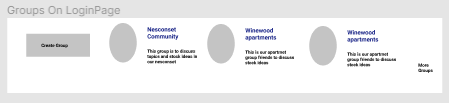 Groups On LoginPage
Create Group
Nesconset
Community
This group is to discuss
topics and stock ideas in
our nesconset
Winewood
apartments
This is our apartmet
group friends to discuss
stock ideas
Winewood
apartments
This is our apartmet
group friends to discuss
stock ideas
More
Groups